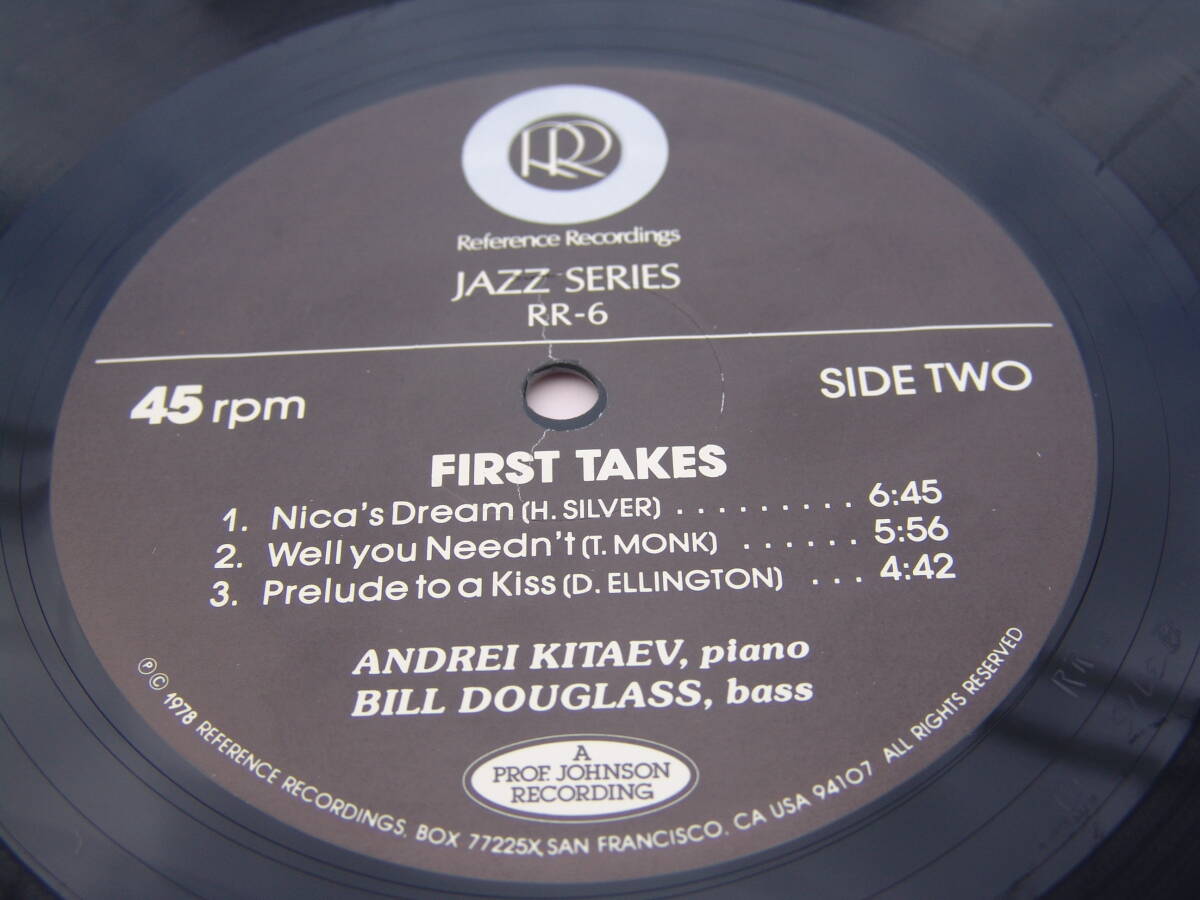 RR
Reference Recordings
JAZZ SERIES
RR-6
45 rpm
SIDE TWO
FIRST TAKES
1. Nica's Dream (H. SILVER) . . . . . . . . . 6:45
2. Well you Needn't (T. MONK) . . . . . . 5:56
3. Prelude to a Kiss (D. ELLINGTON) . . . 4:42
ANDREI KITAEV, piano
BILL DOUGLASS, bass
A
PROF. JOHNSON
RECORDING
℗© 1978 REFERENCE RECORDINGS, BOX 77225X, SAN FRANCISCO, CA USA 94107 ALL RIGHTS RESERVED